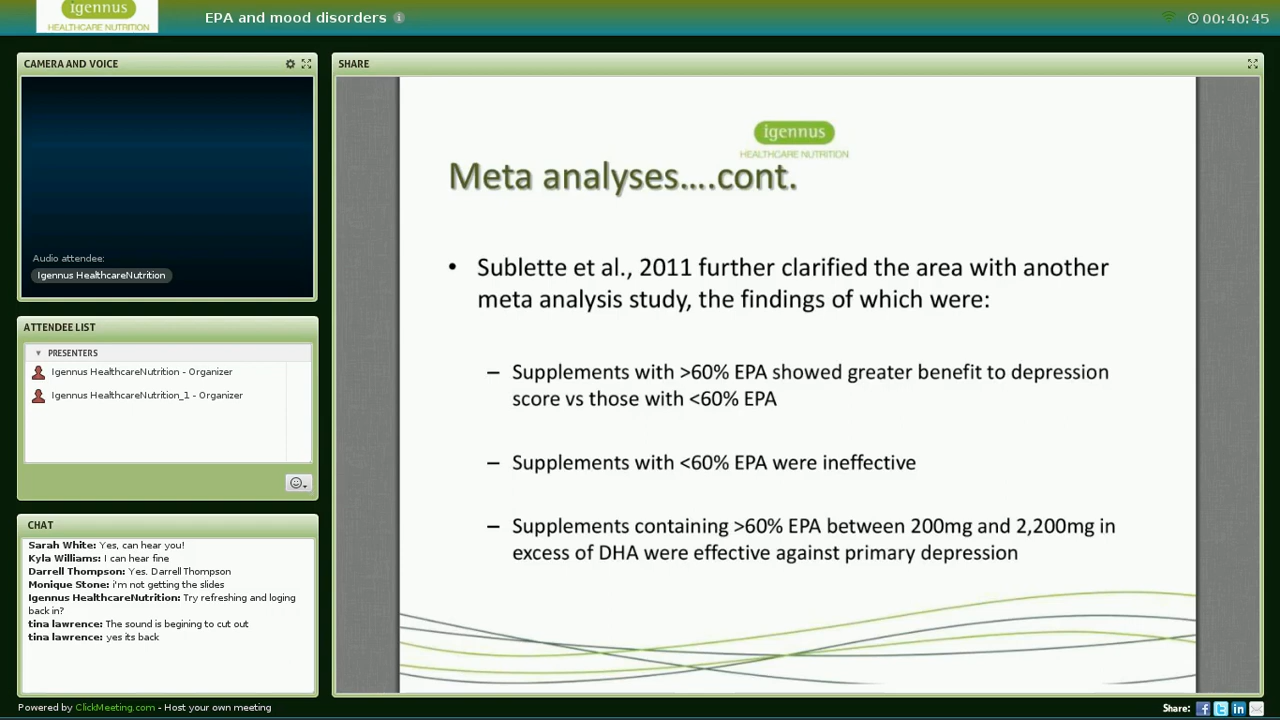 igennus
HEALTHCARE NUTRITION
EPA and mood disorders
00:40:45
CAMERA AND VOICE
Audio attendee:
Igennus HealthcareNutrition
ATTENDEE LIST
PRESENTERS
Igennus HealthcareNutrition - Organizer
Igennus HealthcareNutrition_1 - Organizer
CHAT
Sarah White: Yes, can hear you!
Kyla Williams: I can hear fine
Darrell Thompson: Yes. Darrell Thompson
Monique Stone: i'm not getting the slides
Igennus HealthcareNutrition: Try refreshing and loging
back in?
tina lawrence: The sound is begining to cut out
tina lawrence: yes its back
SHARE
igennus
HEALTHCARE NUTRITION
Meta analyses....cont.
• Sublette et al., 2011 further clarified the area with another
meta analysis study, the findings of which were:
– Supplements with >60% EPA showed greater benefit to depression
score vs those with <60% EPA
– Supplements with <60% EPA were ineffective
– Supplements containing >60% EPA between 200mg and 2,200mg in
excess of DHA were effective against primary depression
Powered by ClickMeeting.com - Host your own meeting
Share: